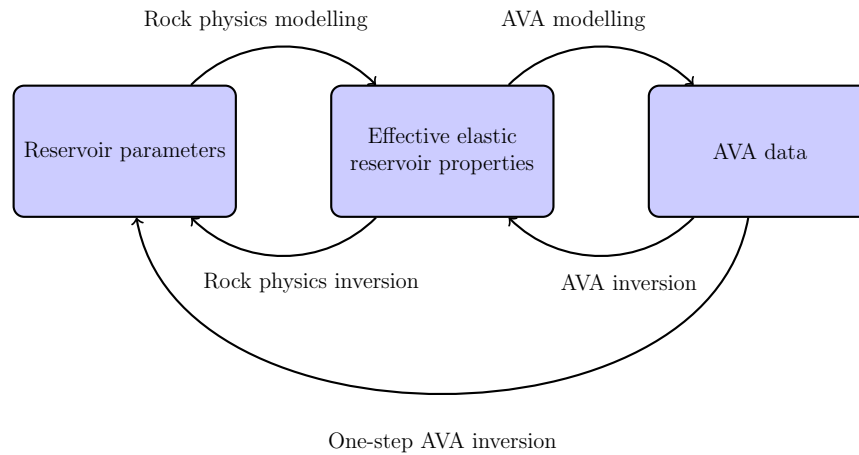 Rock physics modelling
AVA modelling
Reservoir parameters
Effective elastic
reservoir properties
AVA data
Rock physics inversion
AVA inversion
One-step AVA inversion